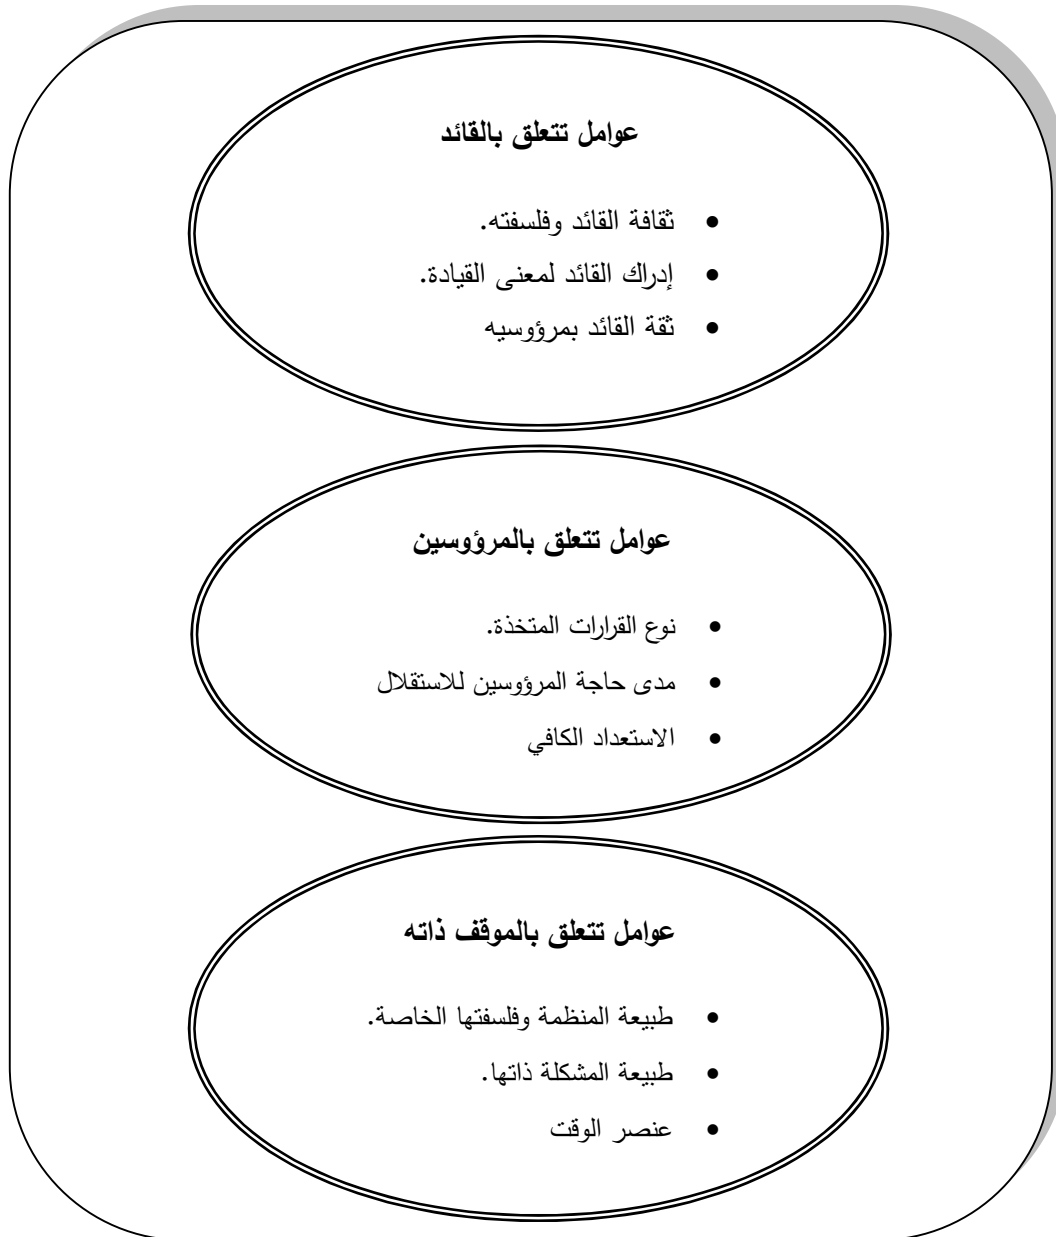 عوامل تتعلق بالقائد
• ثقافة القائد وفلسفته.
• إدراك القائد لمعنى القيادة.
• ثقة القائد بمرؤوسيه
عوامل تتعلق بالمرؤوسين
• نوع القرارات المتخذة.
• مدى حاجة المرؤوسين للاستقلال
• الاستعداد الكافي
عوامل تتعلق بالموقف ذاته
• طبيعة المنظمة وفلسفتها الخاصة.
• طبيعة المشكلة ذاتها.
• عنصر الوقت